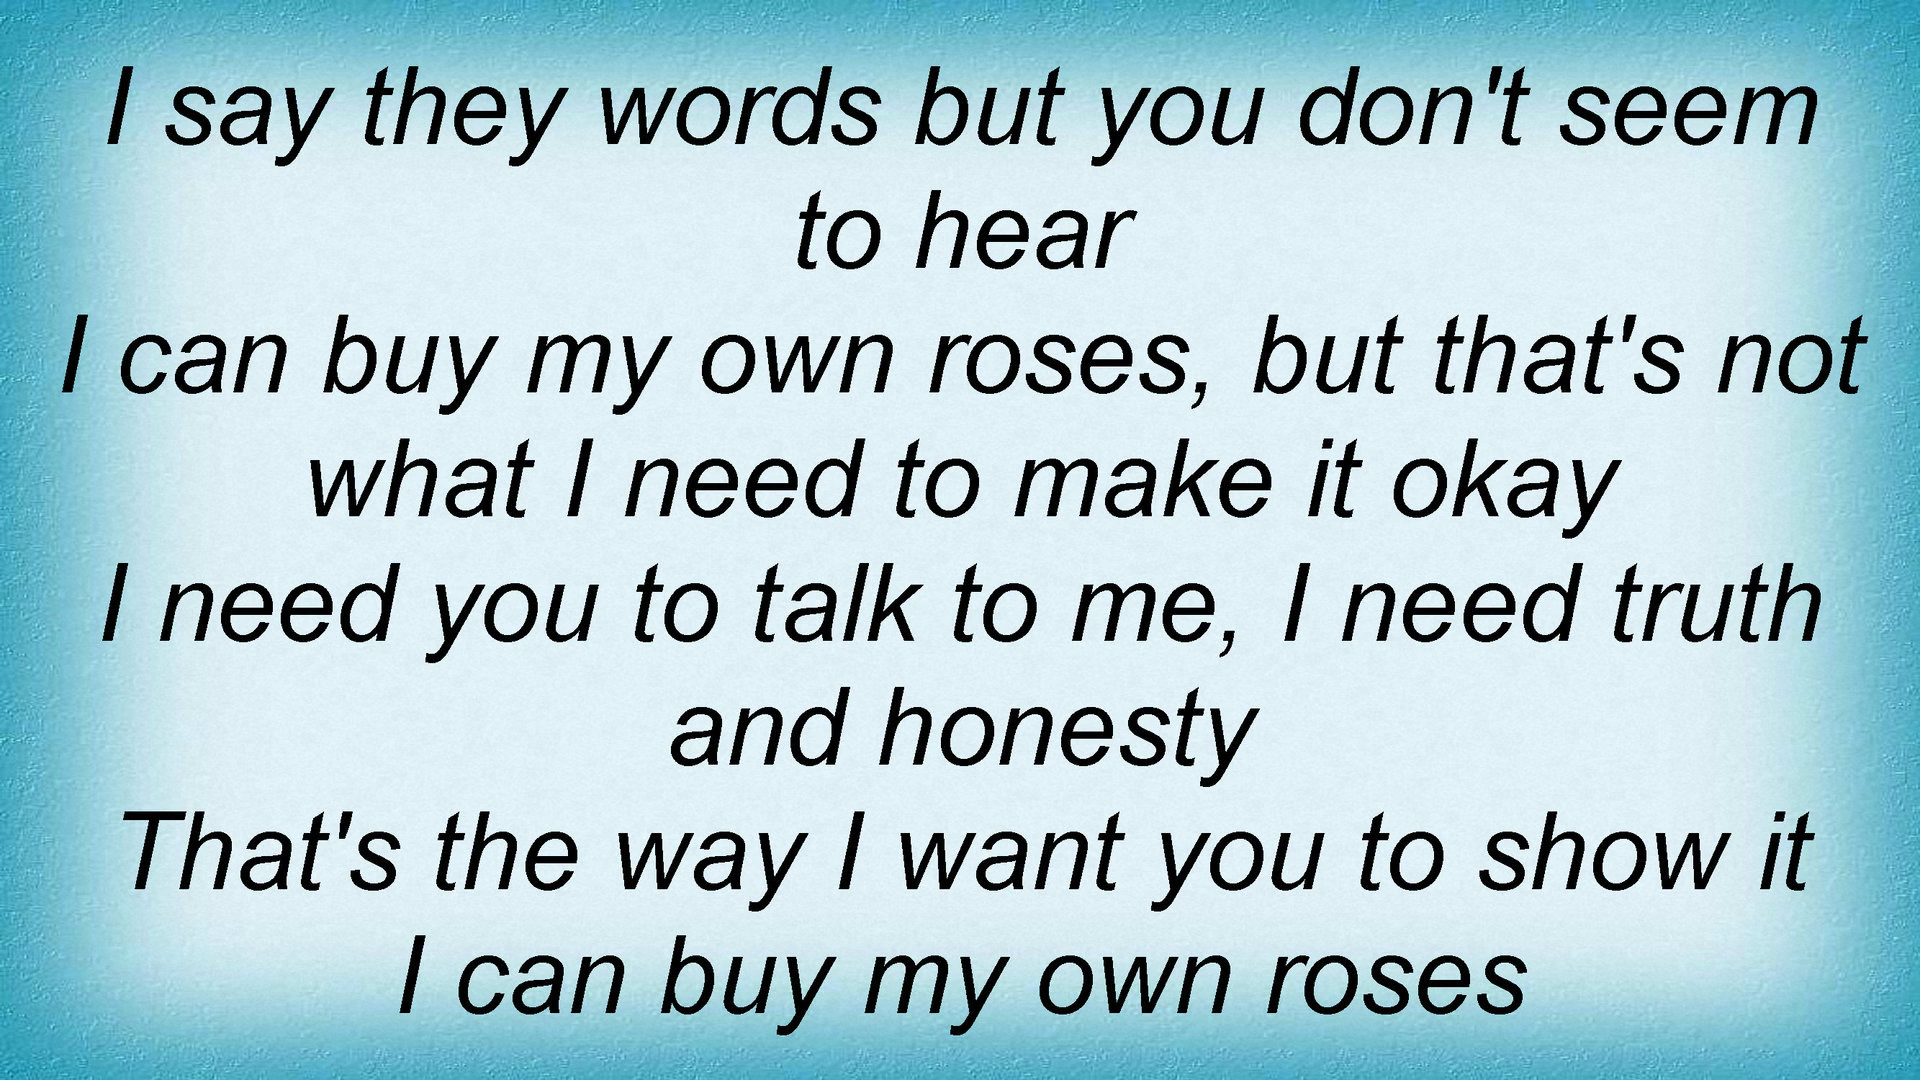 I say they words but you don't seem
to hear
I can buy my own roses, but that's not
what I need to make it okay
I need you to talk to me, I need truth
and honesty
That's the way I want you to show it
I can buy my own roses